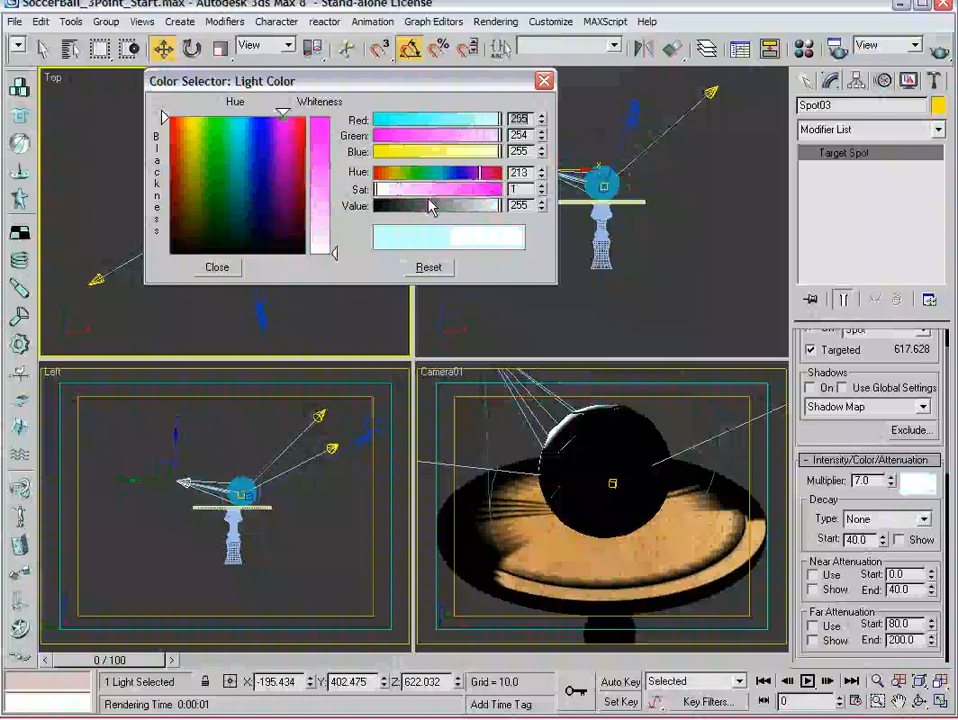 SoccerBall_3Point_Start.max - Autodesk 3ds Max 8 - Stand-alone License
File Edit Tools Group Views Create Modifiers Character reactor Animation Graph Editors Rendering Customize MAXScript Help
View View
Top
Color Selector: Light Color
Hue Whiteness
Blackness
Red: 255
Green: 254
Blue: 255
Hue: 213
Sat: 1
Value: 255
Close Reset
Spot03
Modifier List
Target Spot
On Spot
Targeted 617.628
Shadows
On Use Global Settings
Shadow Map
Exclude...
- Intensity/Color/Attenuation
Multiplier: 7.0
Decay
Type: None
Start: 40.0 Show
Near Attenuation
Use Start: 0.0
Show End: 40.0
Far Attenuation
Use Start: 80.0
Show End: 200.0
Left
Camera01
0 / 100
1 Light Selected X: -195.434 Y: 402.475 Z: 622.032 Grid = 10.0 Auto Key Selected
Rendering Time 0:00:01 Add Time Tag Set Key Key Filters... 0